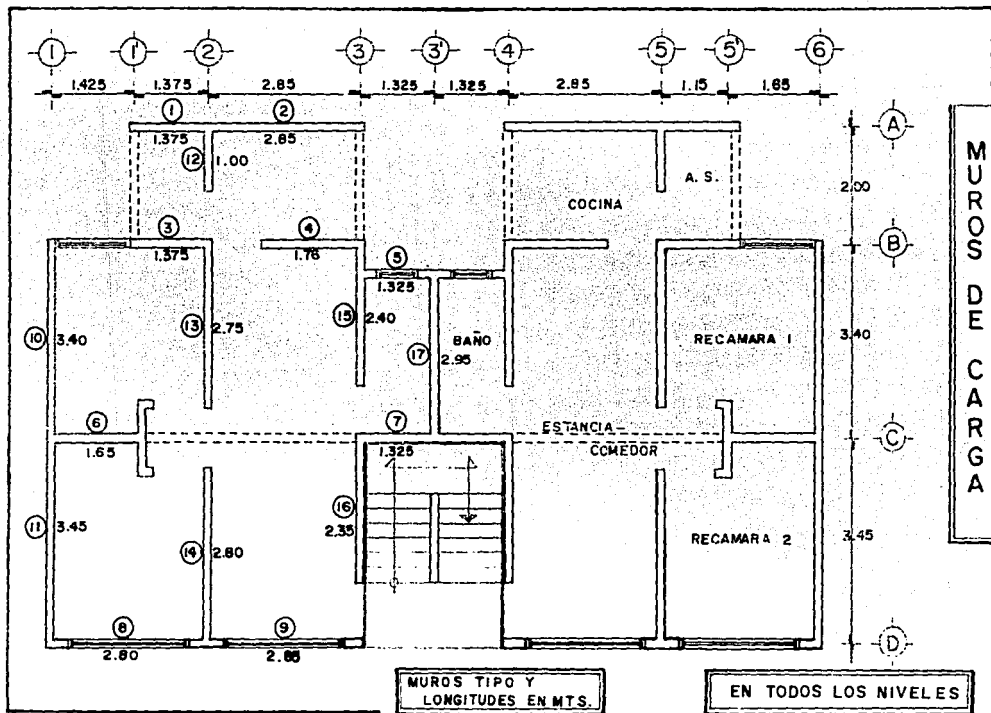 1 1' 2 3 3' 4 5 5' 6
1.425 1.375 2.85 1.325 1.325 2.85 1.15 1.65
1 2
1.375 2.85
12 1.00
A
A. S.
2.00
COCINA
3 4
1.375 1.76
B
5
1.325
10 3.40
13 2.75
15 2.40
17 2.95
BAÑO
RECAMARA 1
3.40
6
1.65
7
1.325
ESTANCIA-
COMEDOR
C
11 3.45
14 2.80
16 2.35
RECAMARA 2
3.45
8 9
2.80 2.85
D
MUROS DE CARGA
MUROS TIPO Y
LONGITUDES EN MTS.
EN TODOS LOS NIVELES